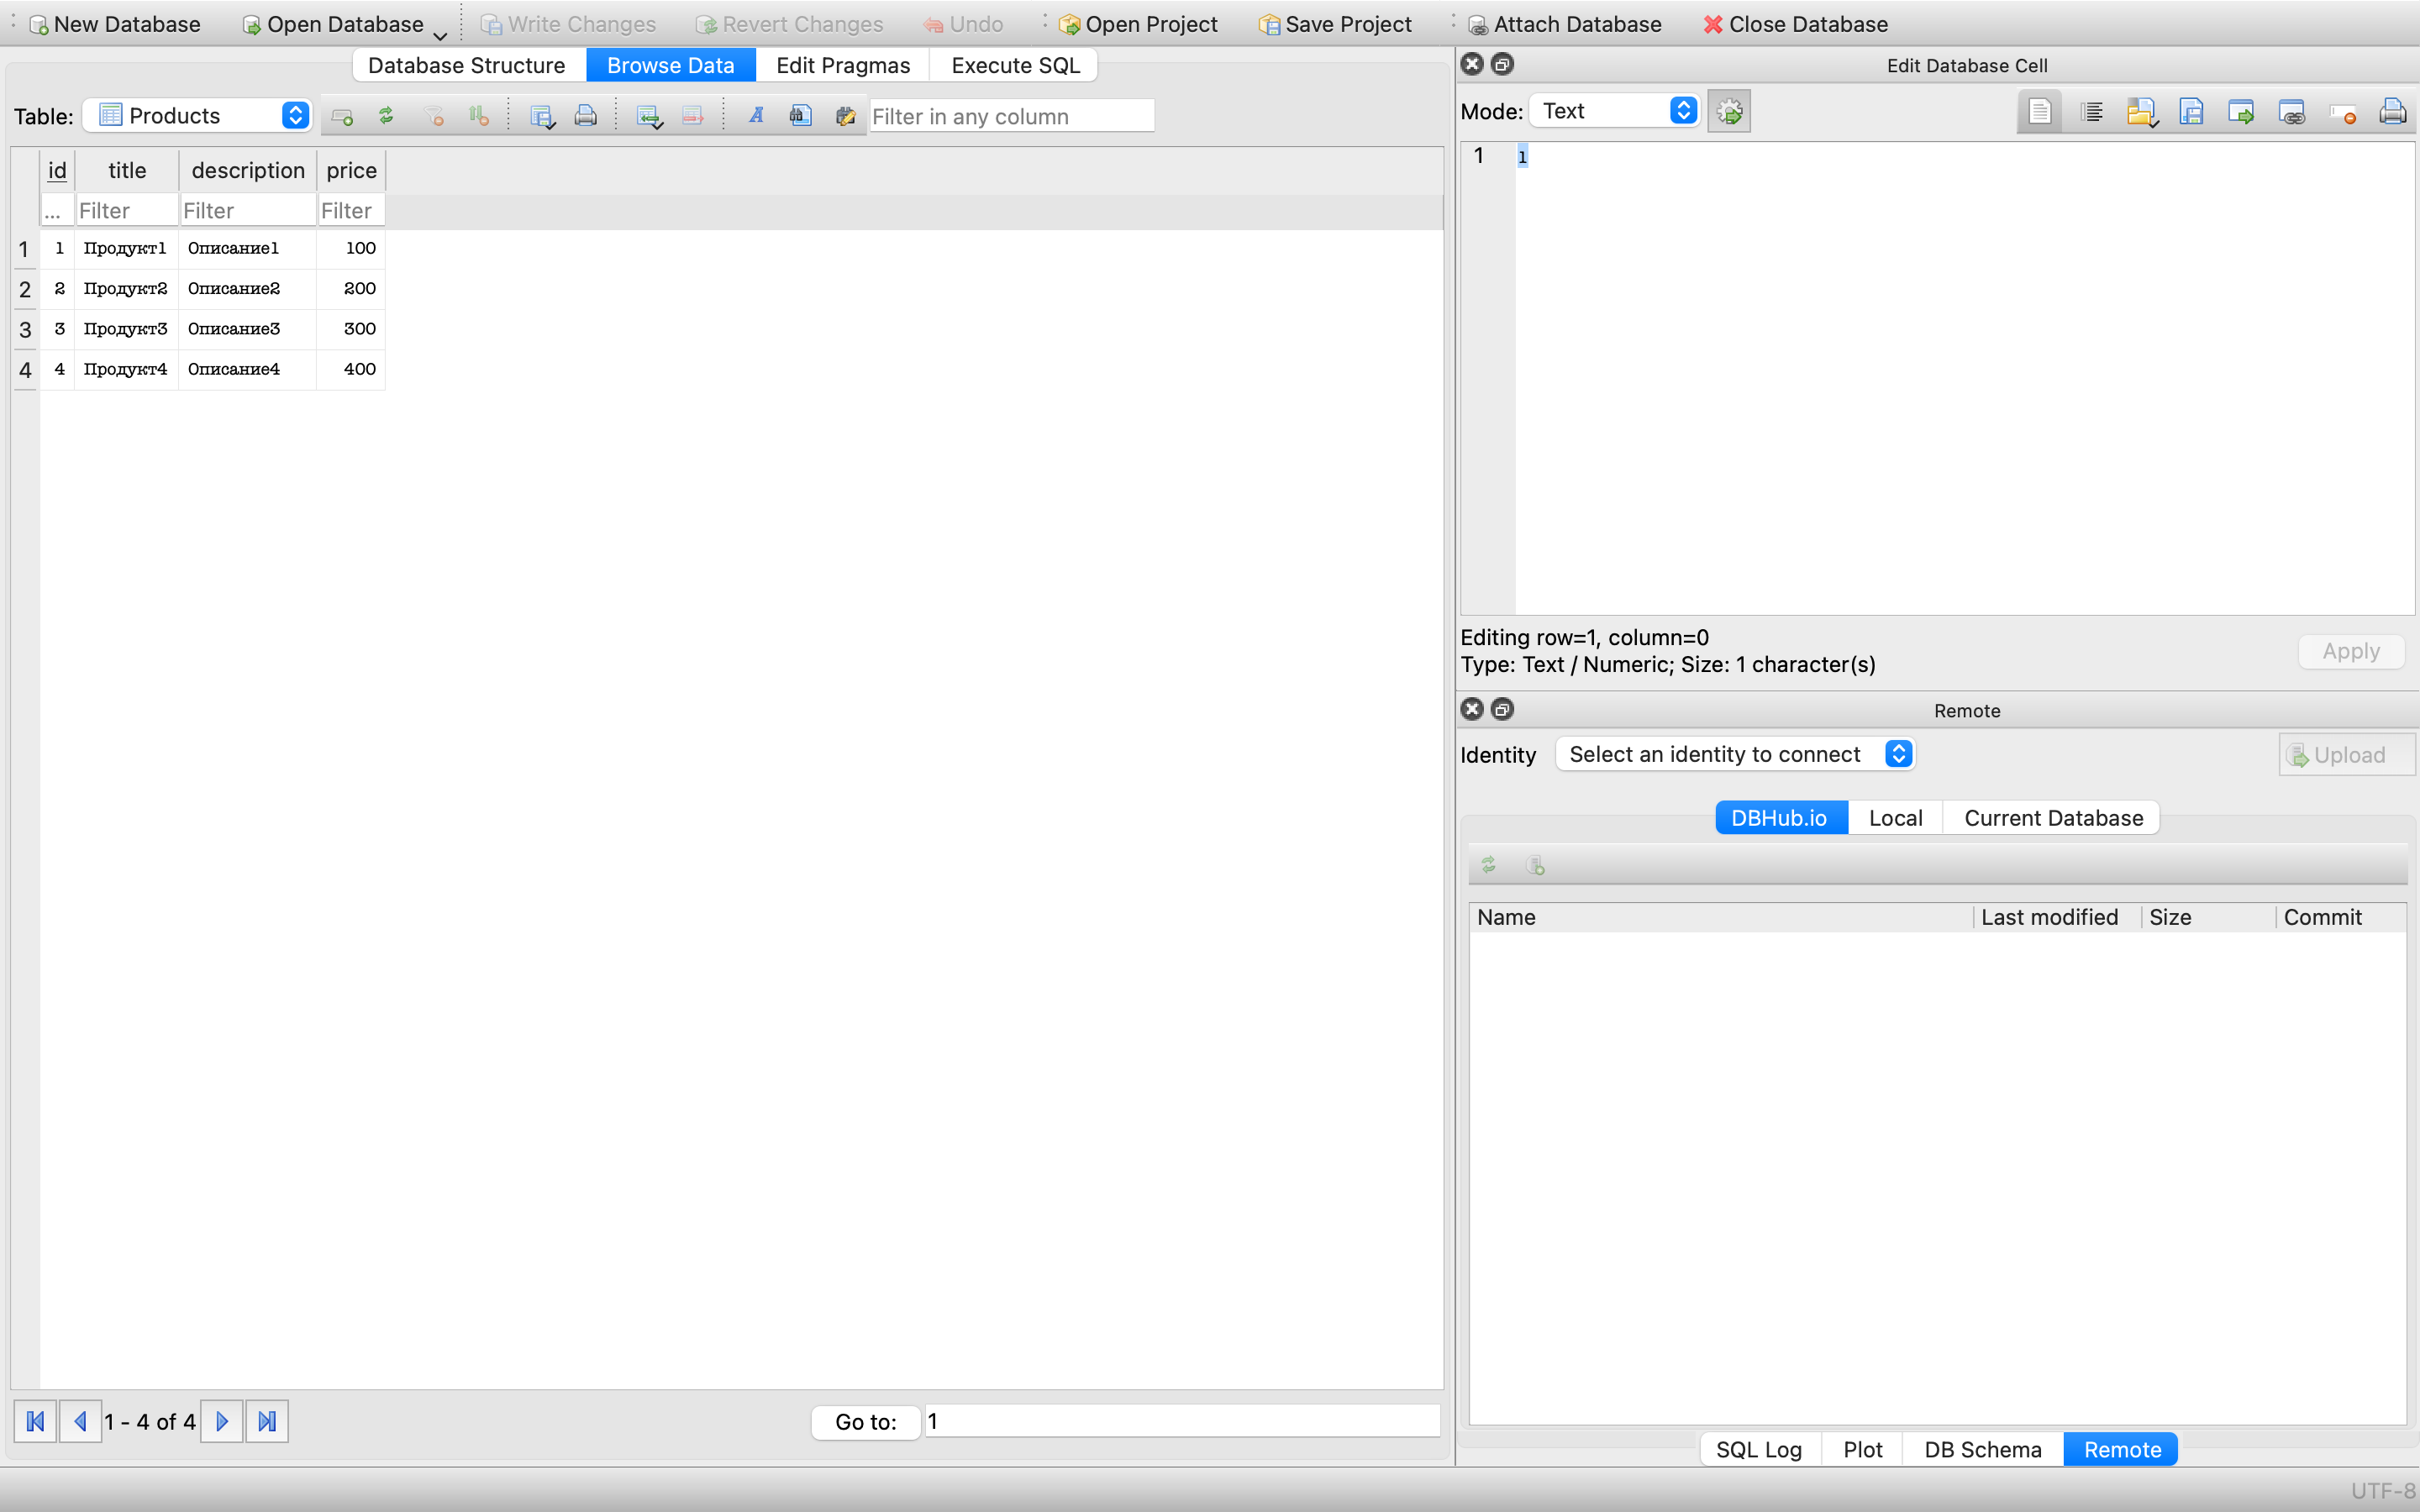 New Database Open Database Write Changes Revert Changes Undo Open Project Save Project Attach Database Close Database
Database Structure Browse Data Edit Pragmas Execute SQL
Table: Products Filter in any column
id title description price
... Filter Filter Filter
1 1 Продукт1 Описание1 100
2 2 Продукт2 Описание2 200
3 3 Продукт3 Описание3 300
4 4 Продукт4 Описание4 400
1 - 4 of 4 Go to: 1
Edit Database Cell
Mode: Text
1 1
Editing row=1, column=0
Type: Text / Numeric; Size: 1 character(s)
Apply
Remote
Identity Select an identity to connect Upload
DBHub.io Local Current Database
Name Last modified Size Commit
SQL Log Plot DB Schema Remote
UTF-8